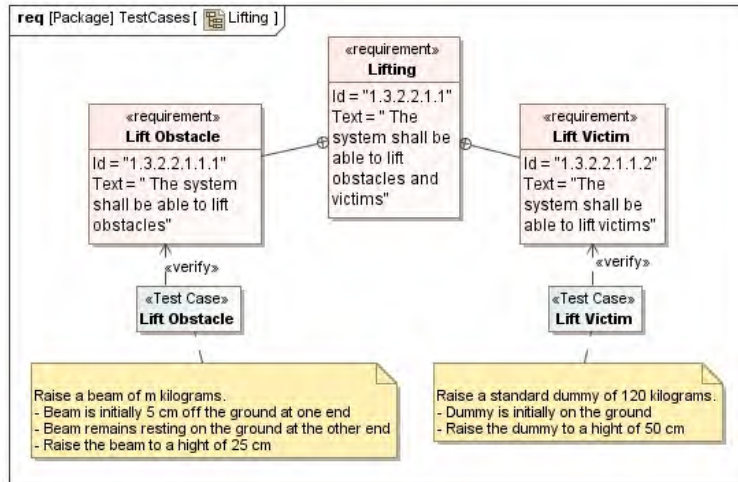 req [Package] TestCases [ Lifting ]
«requirement»
Lifting
Id = "1.3.2.2.1.1"
Text = " The
system shall be
able to lift
obstacles and
victims"
«requirement»
Lift Obstacle
Id = "1.3.2.2.1.1.1"
Text = " The system
shall be able to lift
obstacles"
«requirement»
Lift Victim
Id = "1.3.2.2.1.1.2"
Text = "The
system shall be
able to lift victims"
«verify»
«verify»
«Test Case»
Lift Obstacle
«Test Case»
Lift Victim
Raise a beam of m kilograms.
- Beam is initially 5 cm off the ground at one end
- Beam remains resting on the ground at the other end
- Raise the beam to a hight of 25 cm
Raise a standard dummy of 120 kilograms.
- Dummy is initially on the ground
- Raise the dummy to a hight of 50 cm